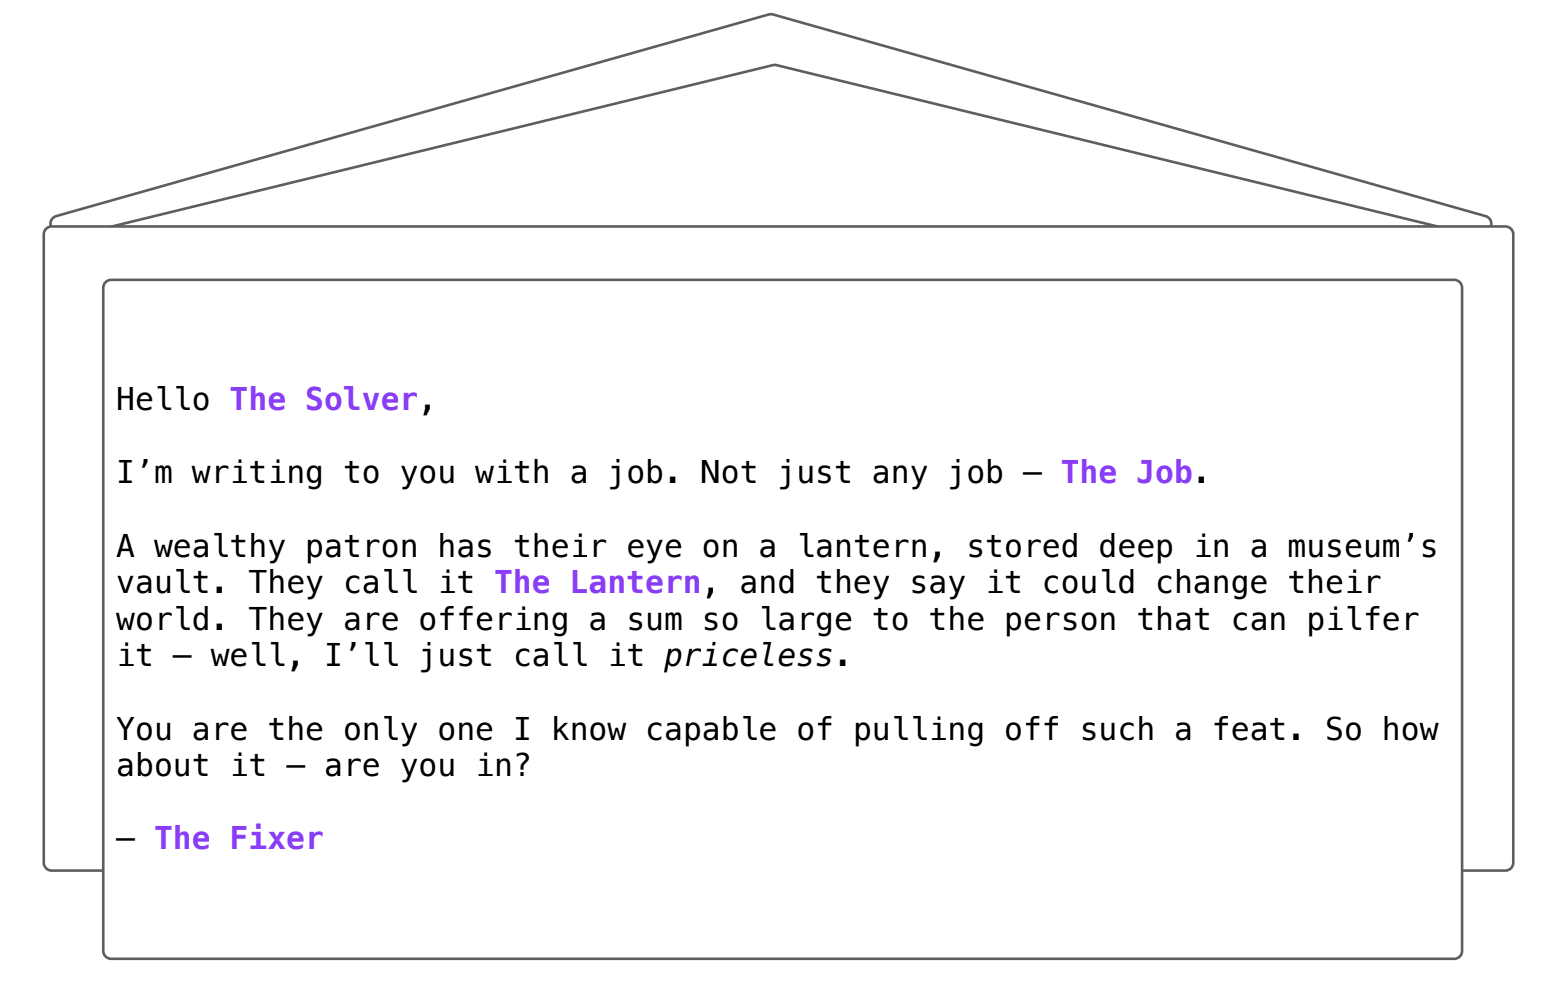 Hello The Solver,
I’m writing to you with a job. Not just any job – The Job.
A wealthy patron has their eye on a lantern, stored deep in a museum’s
vault. They call it The Lantern, and they say it could change their
world. They are offering a sum so large to the person that can pilfer
it – well, I’ll just call it priceless.
You are the only one I know capable of pulling off such a feat. So how
about it – are you in?
– The Fixer